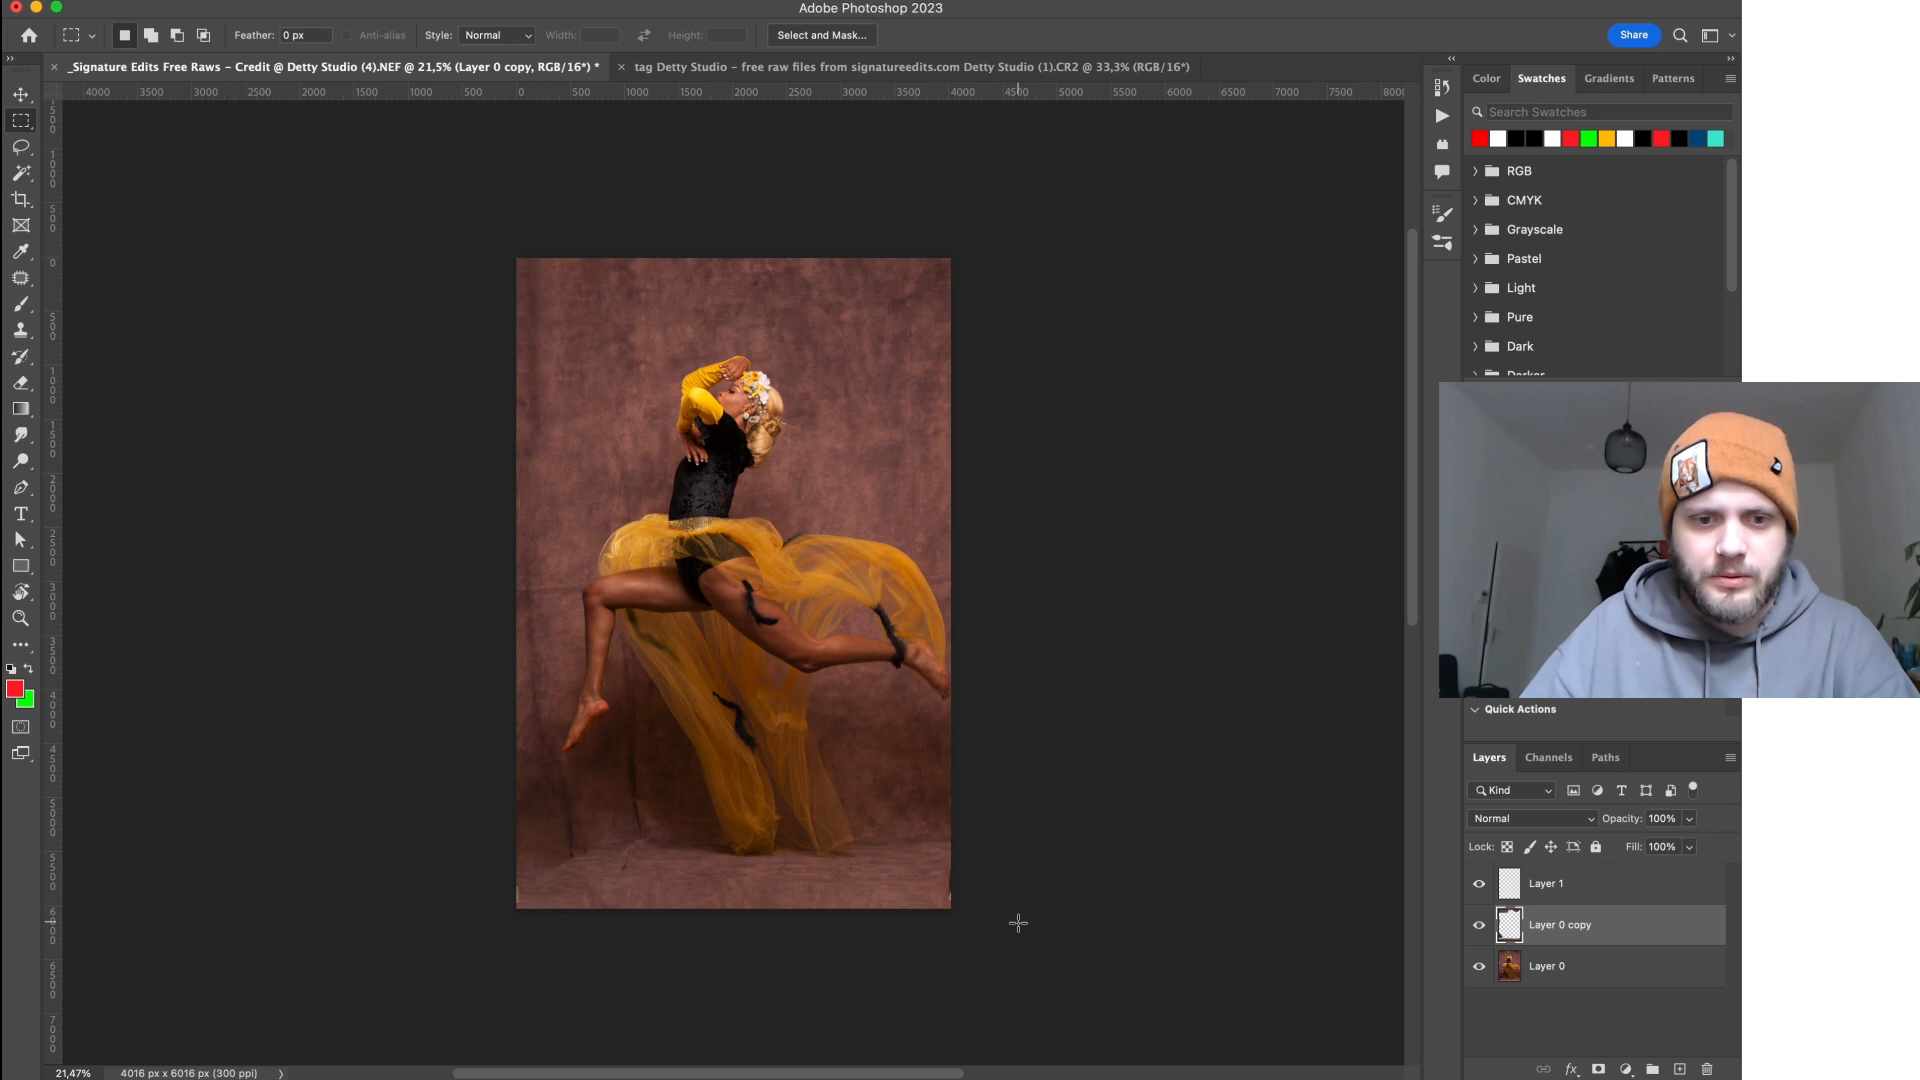 Adobe Photoshop 2023
Feather: 0 px Anti-alias Style: Normal Width: Height: Select and Mask... Share
_Signature Edits Free Raws – Credit @ Detty Studio (4).NEF @ 21,5% (Layer 0 copy, RGB/16*) * tag Detty Studio – free raw files from signatureedits.com Detty Studio (1).CR2 @ 33,3% (RGB/16*)
4000 3500 3000 2500 2000 1500 1000 500 0 500 1000 1500 2000 2500 3000 3500 4000 4500 5000 5500 6000 6500 7000 7500 8000
Color Swatches Gradients Patterns
Search Swatches
RGB
CMYK
Grayscale
Pastel
Light
Pure
Dark
Darker
Quick Actions
Layers Channels Paths
Kind
Normal Opacity: 100%
Lock: Fill: 100%
Layer 1
Layer 0 copy
Layer 0
21,47% 4016 px x 6016 px (300 ppi)